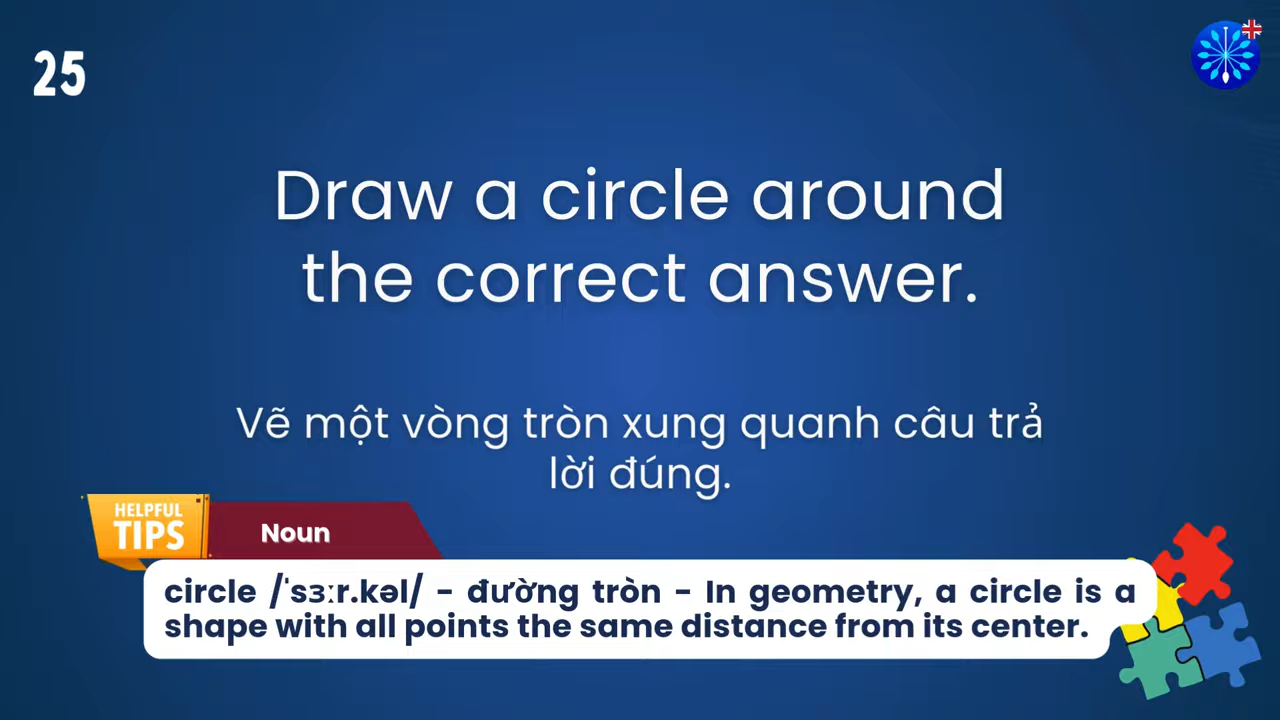 25
Draw a circle around
the correct answer.
Vẽ một vòng tròn xung quanh câu trả
lời đúng.
HELPFUL
TIPS
Noun
circle /ˈsɜːr.kəl/ - đường tròn - In geometry, a circle is a
shape with all points the same distance from its center.